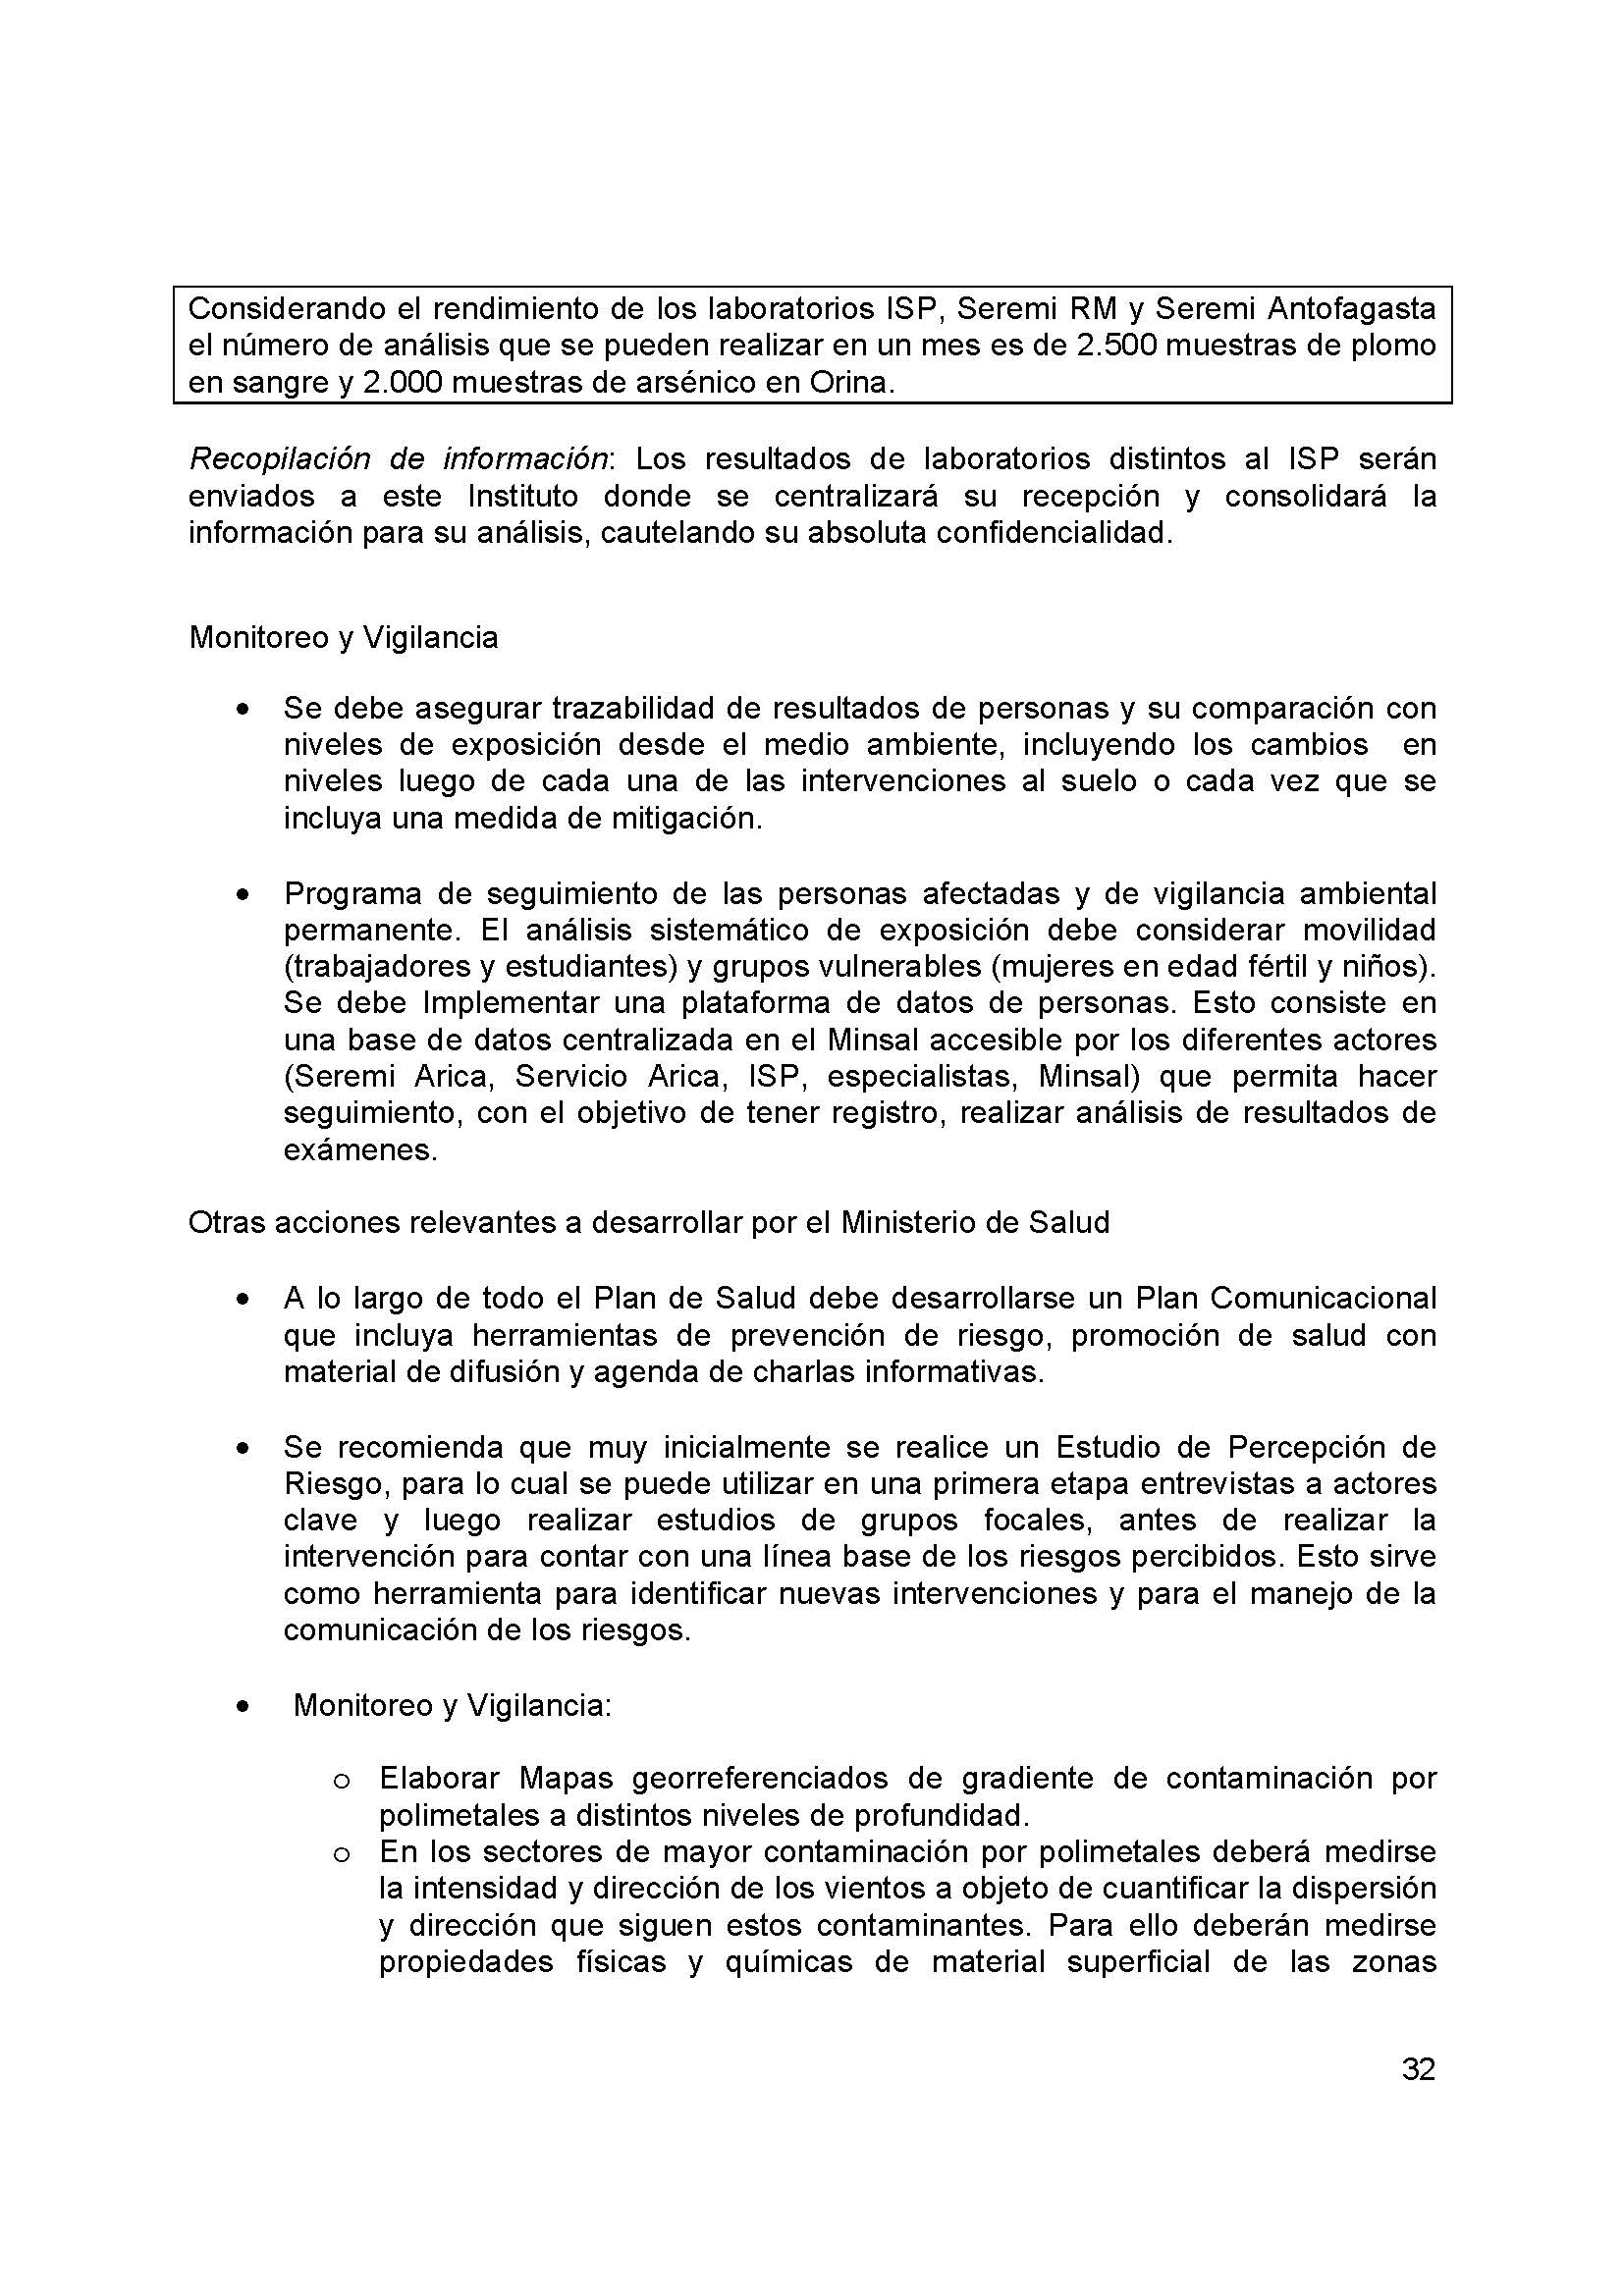 Considerando el rendimiento de los laboratorios ISP, Seremi RM y Seremi Antofagasta
el número de análisis que se pueden realizar en un mes es de 2.500 muestras de plomo
en sangre y 2.000 muestras de arsénico en Orina.
Recopilación de información: Los resultados de laboratorios distintos al ISP serán
enviados a este Instituto donde se centralizará su recepción y consolidará la
información para su análisis, cautelando su absoluta confidencialidad.
Monitoreo y Vigilancia
• Se debe asegurar trazabilidad de resultados de personas y su comparación con
niveles de exposición desde el medio ambiente, incluyendo los cambios en
niveles luego de cada una de las intervenciones al suelo o cada vez que se
incluya una medida de mitigación.
• Programa de seguimiento de las personas afectadas y de vigilancia ambiental
permanente. El análisis sistemático de exposición debe considerar movilidad
(trabajadores y estudiantes) y grupos vulnerables (mujeres en edad fértil y niños).
Se debe Implementar una plataforma de datos de personas. Esto consiste en
una base de datos centralizada en el Minsal accesible por los diferentes actores
(Seremi Arica, Servicio Arica, ISP, especialistas, Minsal) que permita hacer
seguimiento, con el objetivo de tener registro, realizar análisis de resultados de
exámenes.
Otras acciones relevantes a desarrollar por el Ministerio de Salud
• A lo largo de todo el Plan de Salud debe desarrollarse un Plan Comunicacional
que incluya herramientas de prevención de riesgo, promoción de salud con
material de difusión y agenda de charlas informativas.
• Se recomienda que muy inicialmente se realice un Estudio de Percepción de
Riesgo, para lo cual se puede utilizar en una primera etapa entrevistas a actores
clave y luego realizar estudios de grupos focales, antes de realizar la
intervención para contar con una línea base de los riesgos percibidos. Esto sirve
como herramienta para identificar nuevas intervenciones y para el manejo de la
comunicación de los riesgos.
• Monitoreo y Vigilancia:
o Elaborar Mapas georreferenciados de gradiente de contaminación por
polimetales a distintos niveles de profundidad.
o En los sectores de mayor contaminación por polimetales deberá medirse
la intensidad y dirección de los vientos a objeto de cuantificar la dispersión
y dirección que siguen estos contaminantes. Para ello deberán medirse
propiedades físicas y químicas de material superficial de las zonas
32